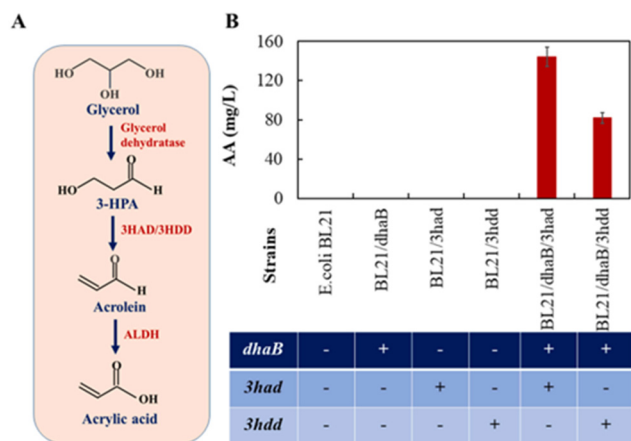 A
HO
OH
OH
Glycerol
Glycerol
dehydratase
O
HO
H
3-HPA
3HAD/3HDD
O
H
Acrolein
ALDH
O
OH
Acrylic acid
B
AA (mg/L)
160
120
80
40
0
Strains
E.coli BL21
BL21/dhaB
BL21/3had
BL21/3hdd
BL21/dhaB/3had
BL21/dhaB/3hdd
dhaB - + - - + +
3had - - + - + -
3hdd - - - + - +